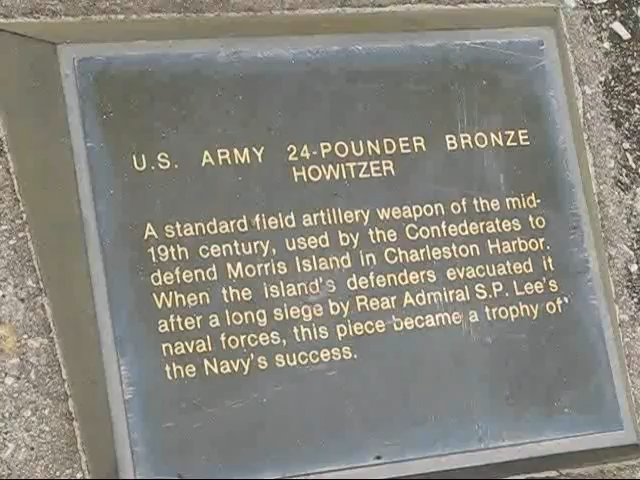 U.S. ARMY 24-POUNDER BRONZE
HOWITZER
A standard field artillery weapon of the mid-
19th century, used by the Confederates to
defend Morris Island in Charleston Harbor.
When the island's defenders evacuated it
after a long siege by Rear Admiral S.P. Lee's
naval forces, this piece became a trophy of
the Navy's success.